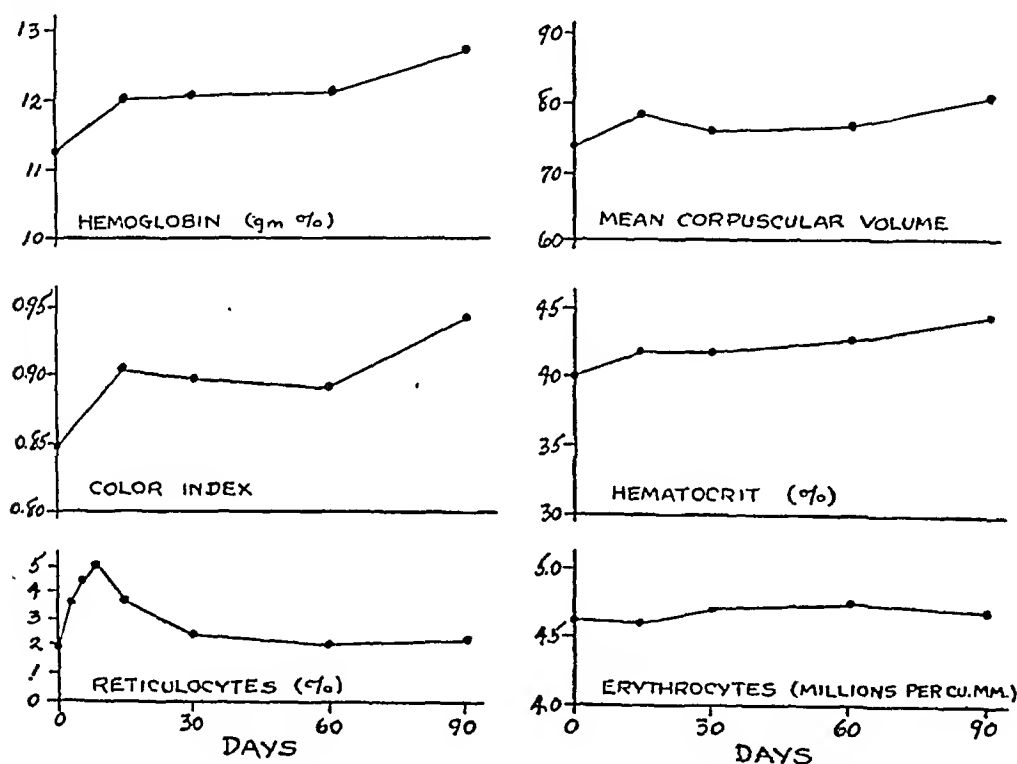 13
12
11
10
HEMOGLOBIN (gm %)
90
80
70
60
MEAN CORPUSCULAR VOLUME
0.95
0.90
0.85
0.80
COLOR INDEX
45
40
35
30
HEMATOCRIT (%)
5
4
3
2
1
0
RETICULOCYTES (%)
0 30 60 90
DAYS
5.0
4.5
4.0
ERYTHROCYTES (MILLIONS PER CU. MM.)
0 30 60 90
DAYS